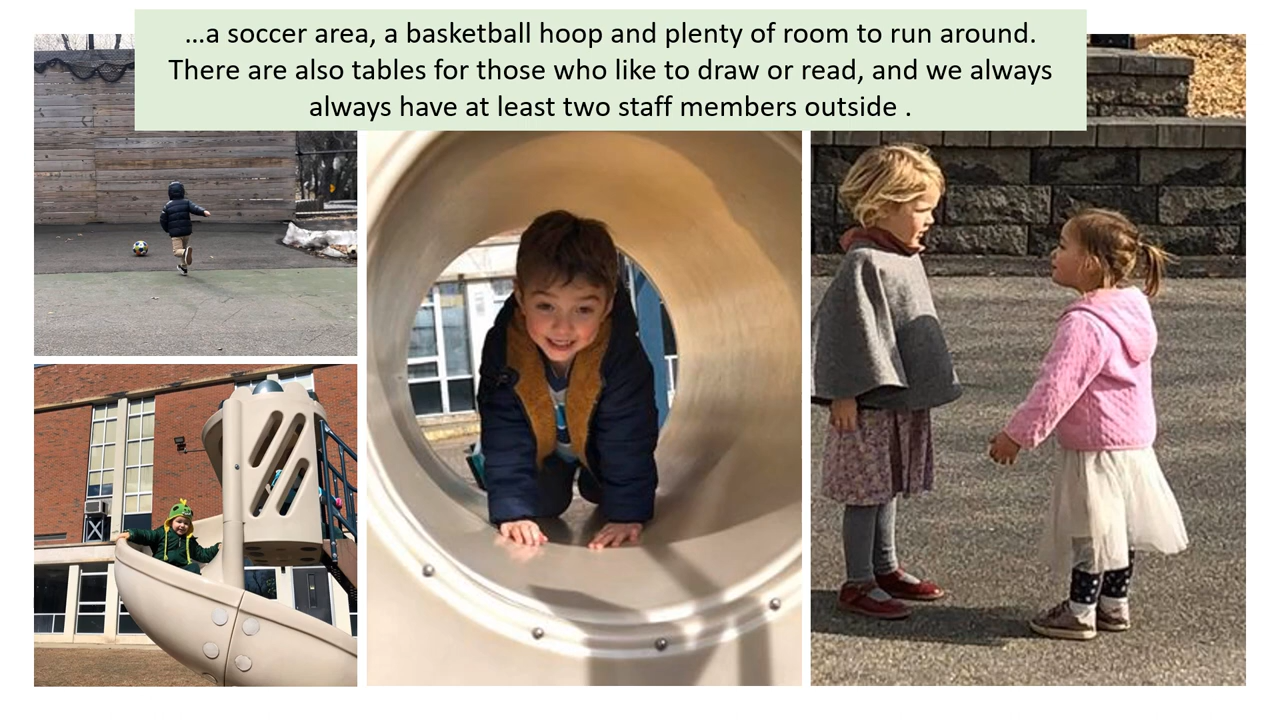 ...a soccer area, a basketball hoop and plenty of room to run around.
There are also tables for those who like to draw or read, and we always
always have at least two staff members outside .